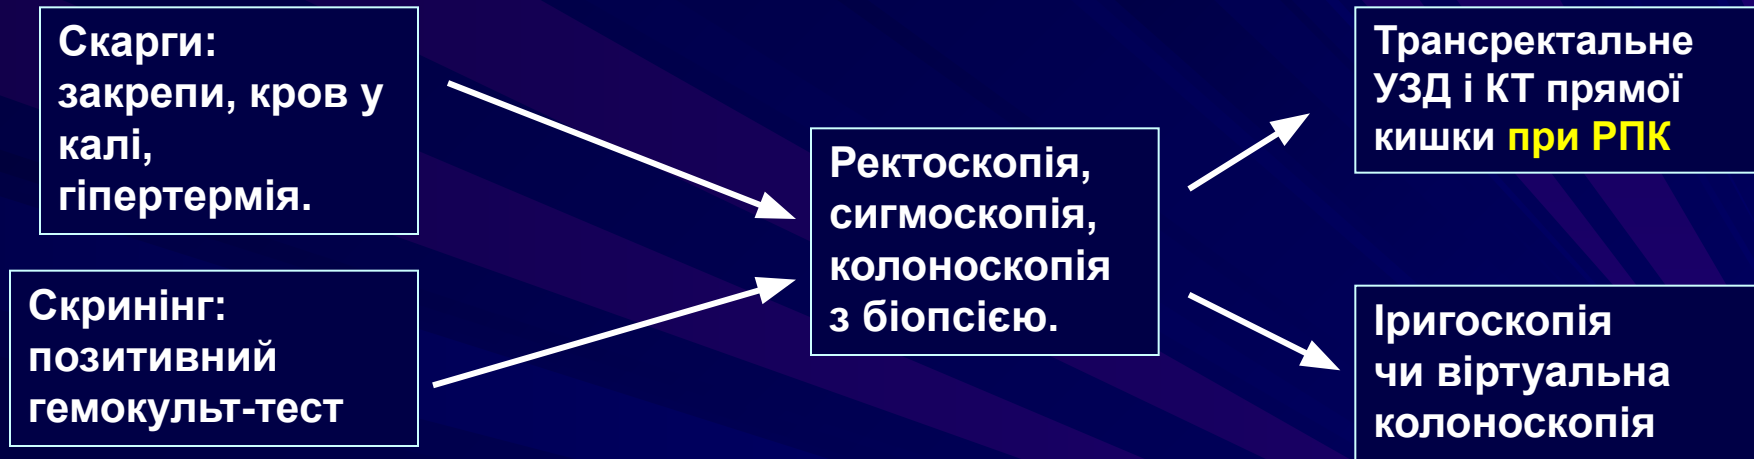 Скарги:
закрепи, кров у
калі,
гіпертермія.
Скринінг:
позитивний
гемокульт-тест
Ректоскопія,
сигмоскопія,
колоноскопія
з біопсією.
Трансректальне
УЗД і КТ прямої
кишки при РПК
Іригоскопія
чи віртуальна
колоноскопія